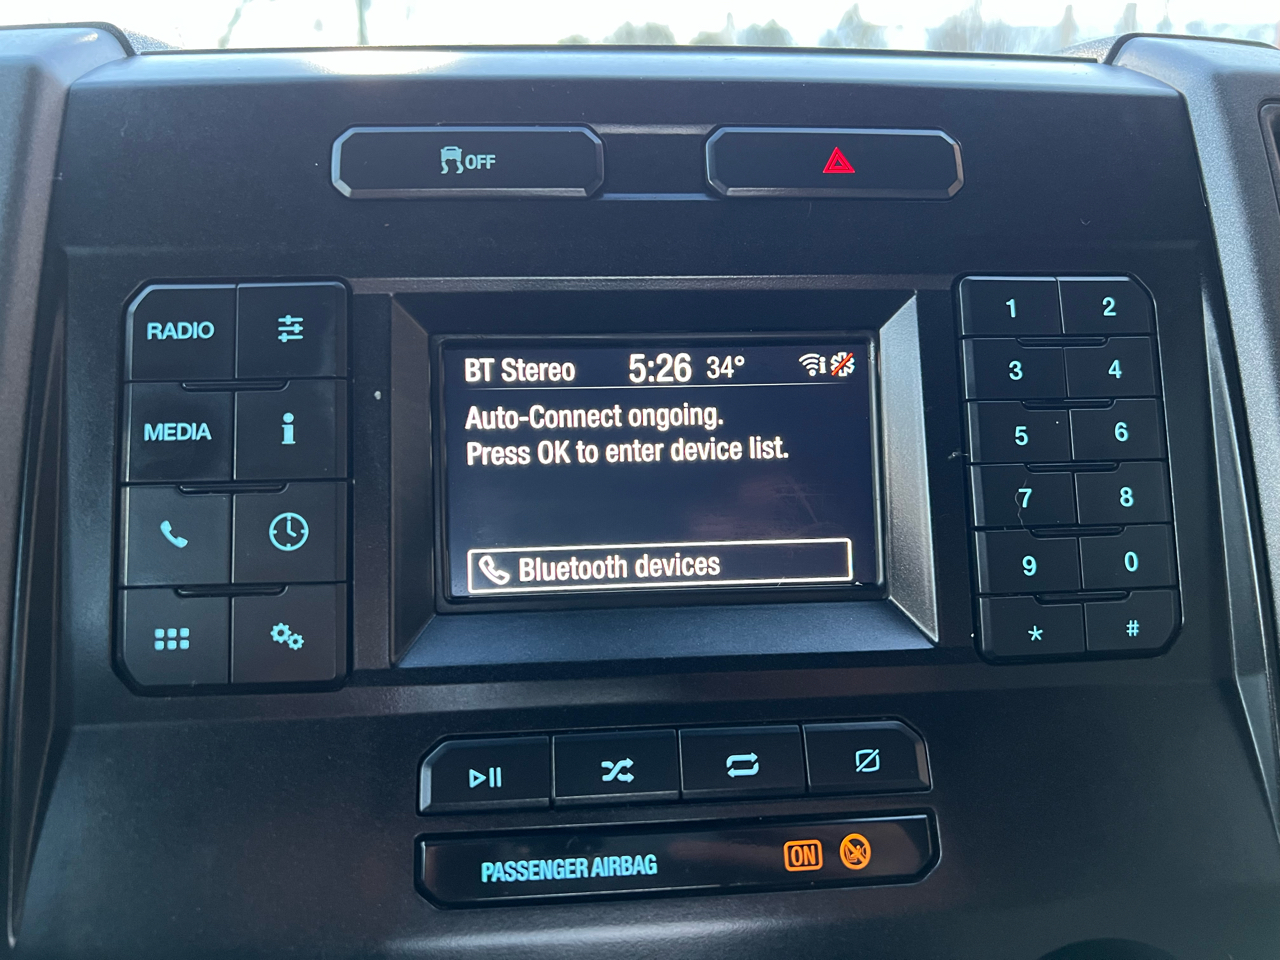 OFF
RADIO
MEDIA
BT Stereo 5:26 34°
Auto-Connect ongoing.
Press OK to enter device list.
Bluetooth devices
1 2
3 4
5 6
7 8
9 0
* #
PASSENGER AIRBAG ON